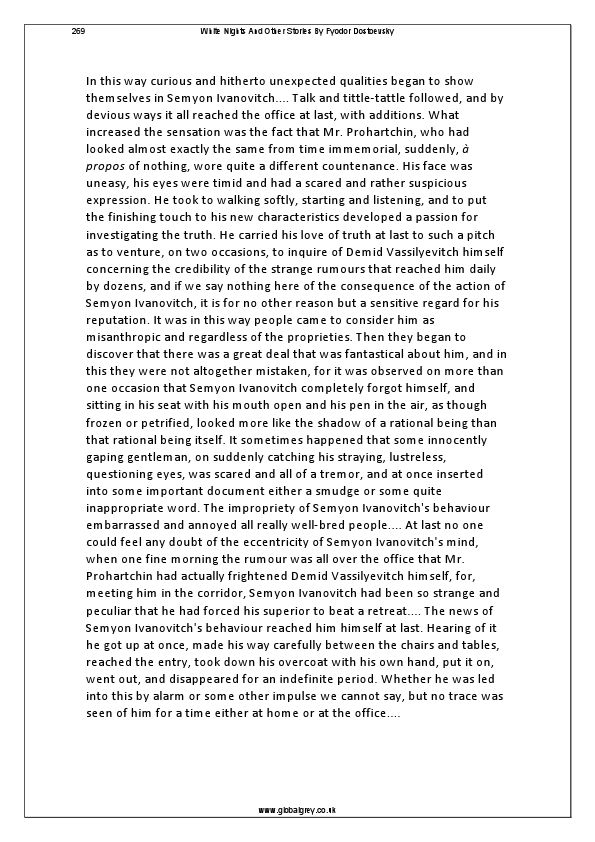 269 White Nights And Other Stories By Fyodor Dostoevsky
In this way curious and hitherto unexpected qualities began to show
themselves in Semyon Ivanovitch.... Talk and tittle-tattle followed, and by
devious ways it all reached the office at last, with additions. What
increased the sensation was the fact that Mr. Prohartchin, who had
looked almost exactly the same from time immemorial, suddenly, à
propos of nothing, wore quite a different countenance. His face was
uneasy, his eyes were timid and had a scared and rather suspicious
expression. He took to walking softly, starting and listening, and to put
the finishing touch to his new characteristics developed a passion for
investigating the truth. He carried his love of truth at last to such a pitch
as to venture, on two occasions, to inquire of Demid Vassilyevitch himself
concerning the credibility of the strange rumours that reached him daily
by dozens, and if we say nothing here of the consequence of the action of
Semyon Ivanovitch, it is for no other reason but a sensitive regard for his
reputation. It was in this way people came to consider him as
misanthropic and regardless of the proprieties. Then they began to
discover that there was a great deal that was fantastical about him, and in
this they were not altogether mistaken, for it was observed on more than
one occasion that Semyon Ivanovitch completely forgot himself, and
sitting in his seat with his mouth open and his pen in the air, as though
frozen or petrified, looked more like the shadow of a rational being than
that rational being itself. It sometimes happened that some innocently
gaping gentleman, on suddenly catching his straying, lustreless,
questioning eyes, was scared and all of a tremor, and at once inserted
into some important document either a smudge or some quite
inappropriate word. The impropriety of Semyon Ivanovitch's behaviour
embarrassed and annoyed all really well-bred people.... At last no one
could feel any doubt of the eccentricity of Semyon Ivanovitch's mind,
when one fine morning the rumour was all over the office that Mr.
Prohartchin had actually frightened Demid Vassilyevitch himself, for,
meeting him in the corridor, Semyon Ivanovitch had been so strange and
peculiar that he had forced his superior to beat a retreat.... The news of
Semyon Ivanovitch's behaviour reached him himself at last. Hearing of it
he got up at once, made his way carefully between the chairs and tables,
reached the entry, took down his overcoat with his own hand, put it on,
went out, and disappeared for an indefinite period. Whether he was led
into this by alarm or some other impulse we cannot say, but no trace was
seen of him for a time either at home or at the office....
www.globalgrey.co.uk